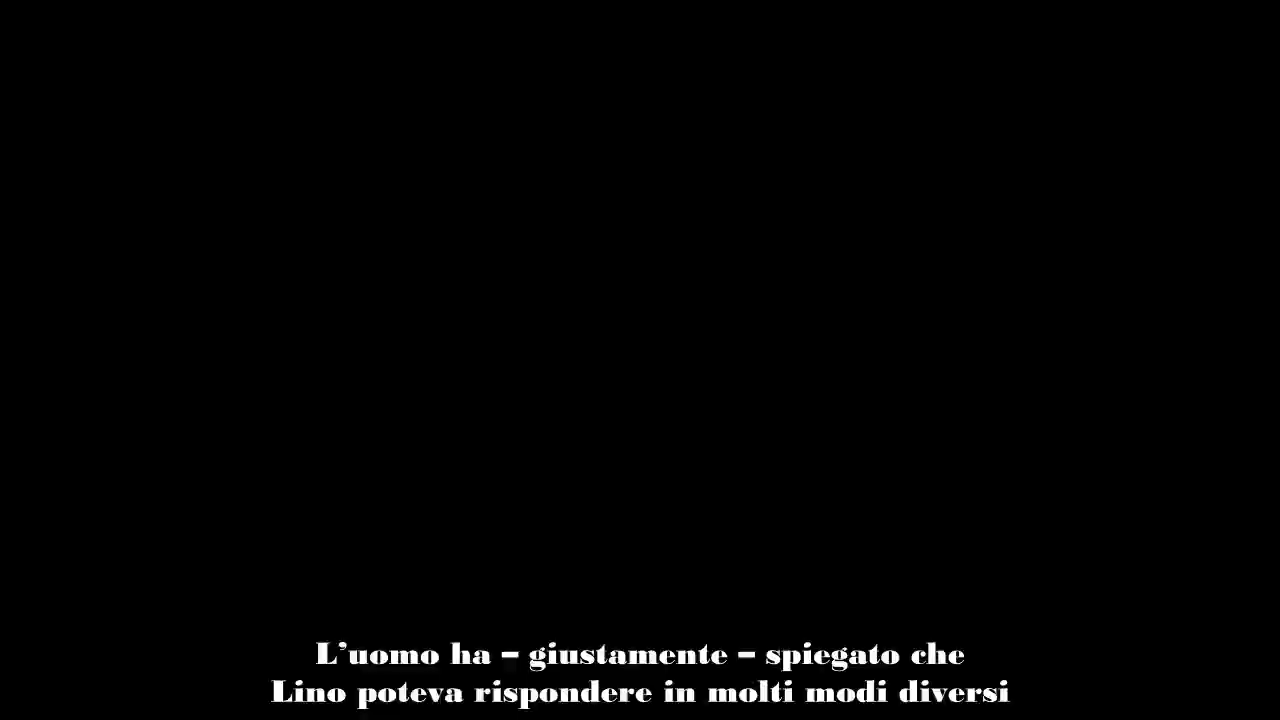 L’uomo ha – giustamente – spiegato che
Lino poteva rispondere in molti modi diversi